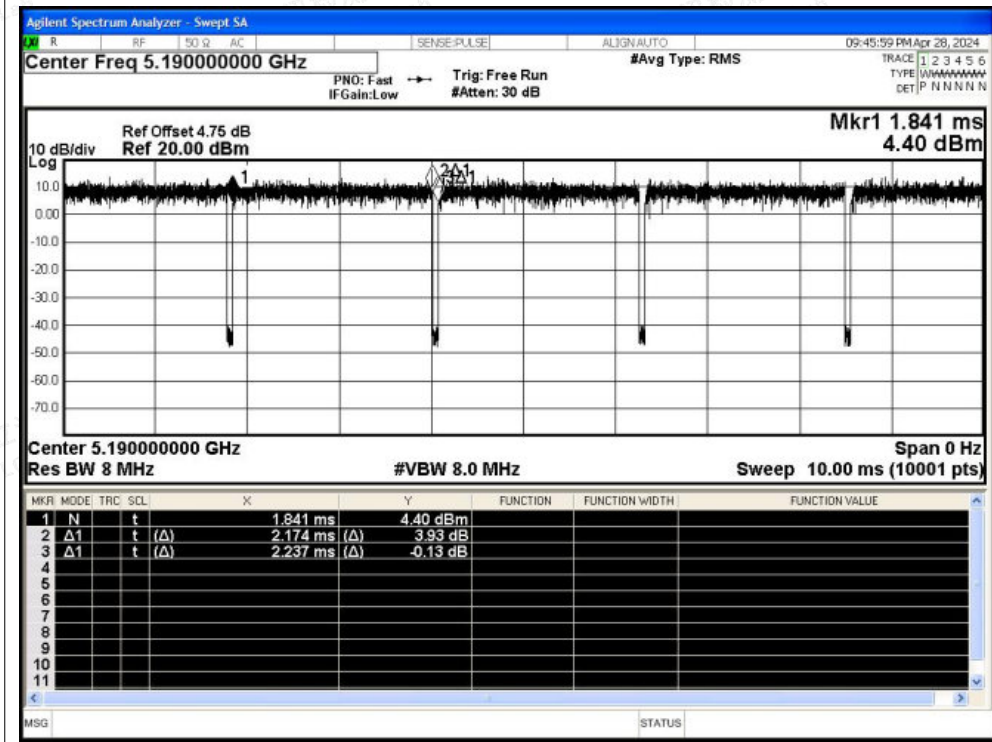 Agilent Spectrum Analyzer - Swept SA
LXI R RF 50 Ω AC SENSE:PULSE ALIGN AUTO 09:45:59 PM Apr 28, 2024
Center Freq 5.190000000 GHz #Avg Type: RMS TRACE 1 2 3 4 5 6
PNO: Fast Trig: Free Run TYPE WWWWWW
IFGain:Low #Atten: 30 dB DET P N N N N N
Mkr1 1.841 ms
Ref Offset 4.75 dB
10 dB/div Ref 20.00 dBm 4.40 dBm
Log
1 2Δ1
10.0
0.00
-10.0
-20.0
-30.0
-40.0
-50.0
-60.0
-70.0
Center 5.190000000 GHz Span 0 Hz
Res BW 8 MHz #VBW 8.0 MHz Sweep 10.00 ms (10001 pts)
MKR MODE TRC SCL X Y FUNCTION FUNCTION WIDTH FUNCTION VALUE
1 N t 1.841 ms 4.40 dBm
2 Δ1 t (Δ) 2.174 ms (Δ) 3.93 dB
3 Δ1 t (Δ) 2.237 ms (Δ) -0.13 dB
4
5
6
7
8
9
10
11
MSG STATUS